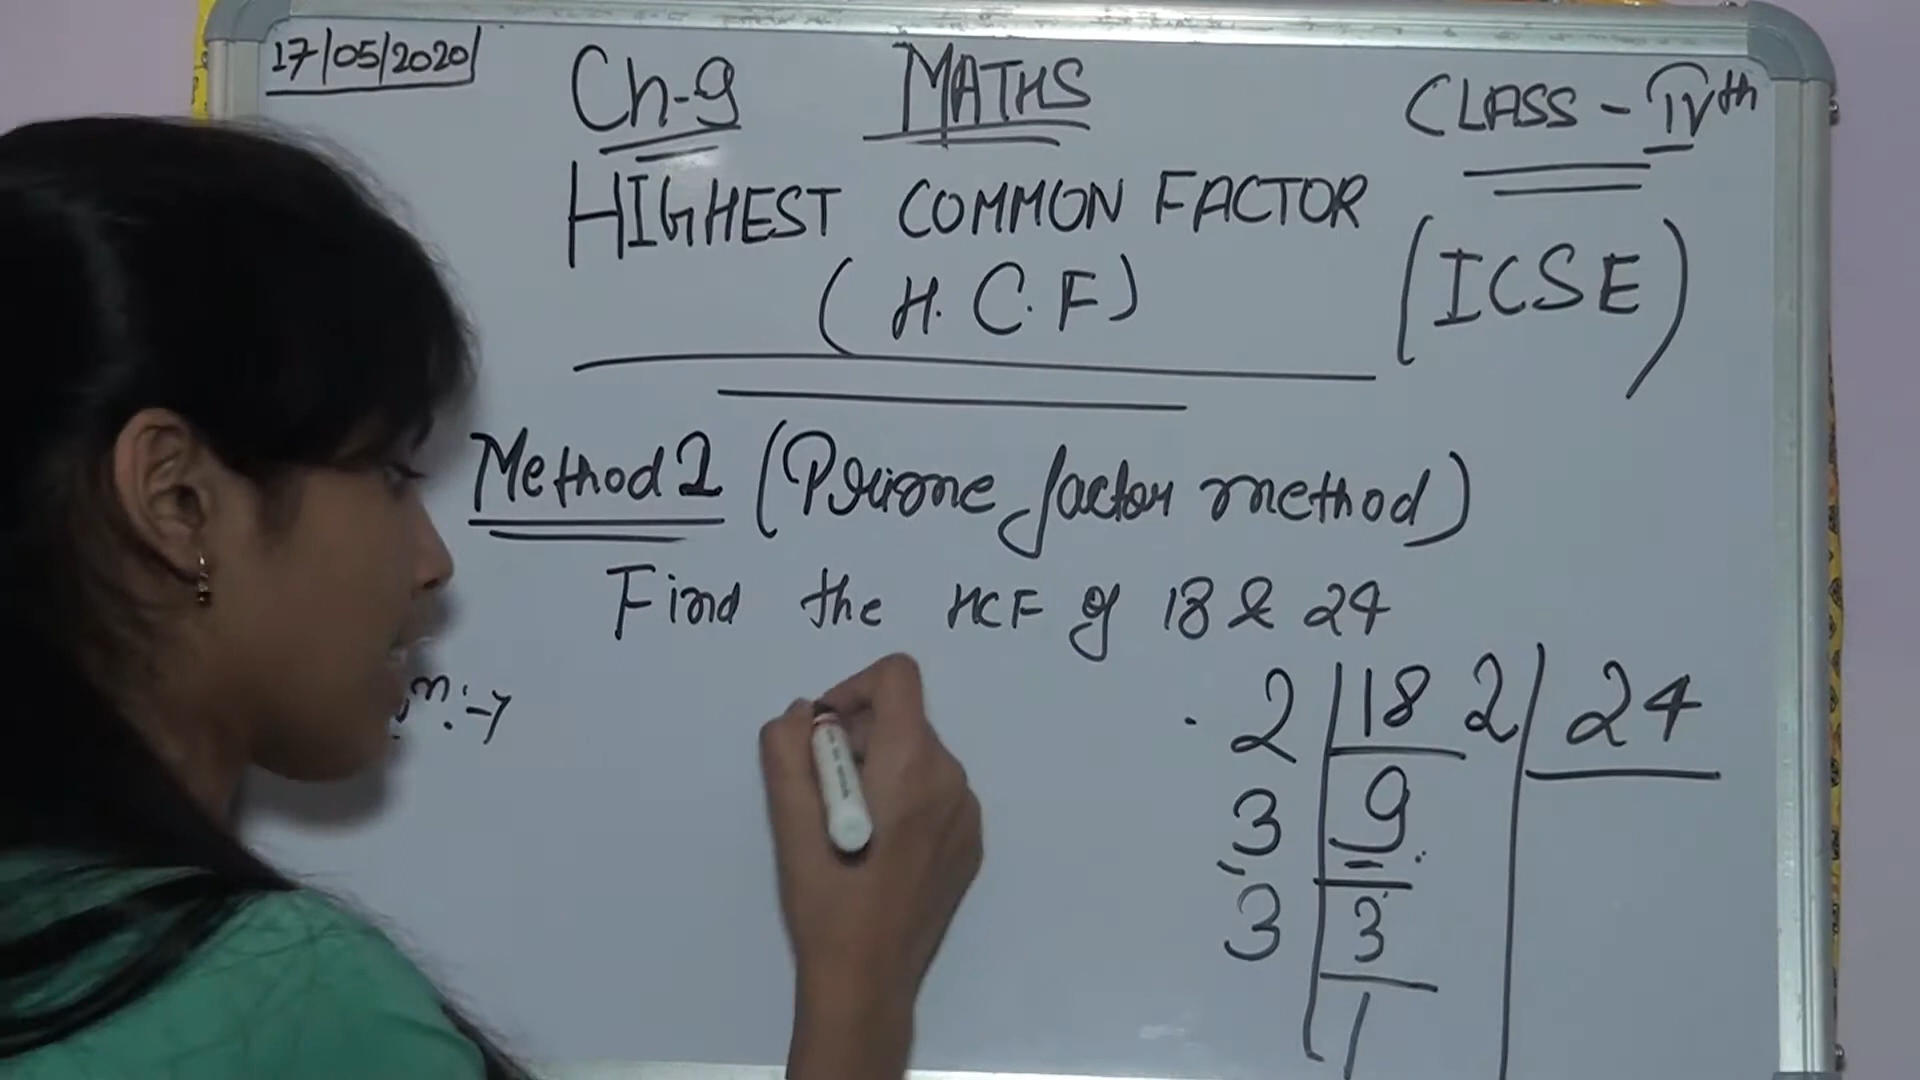 17/05/2020
Ch-9 MATHS CLASS - IVth
HIGHEST COMMON FACTOR
(H.C.F) (ICSE)
Method 2 (Prime factor method)
Find the HCF of 18 & 24
n:-
2 | 18 2 | 24
3 | 9
3 | 3
1